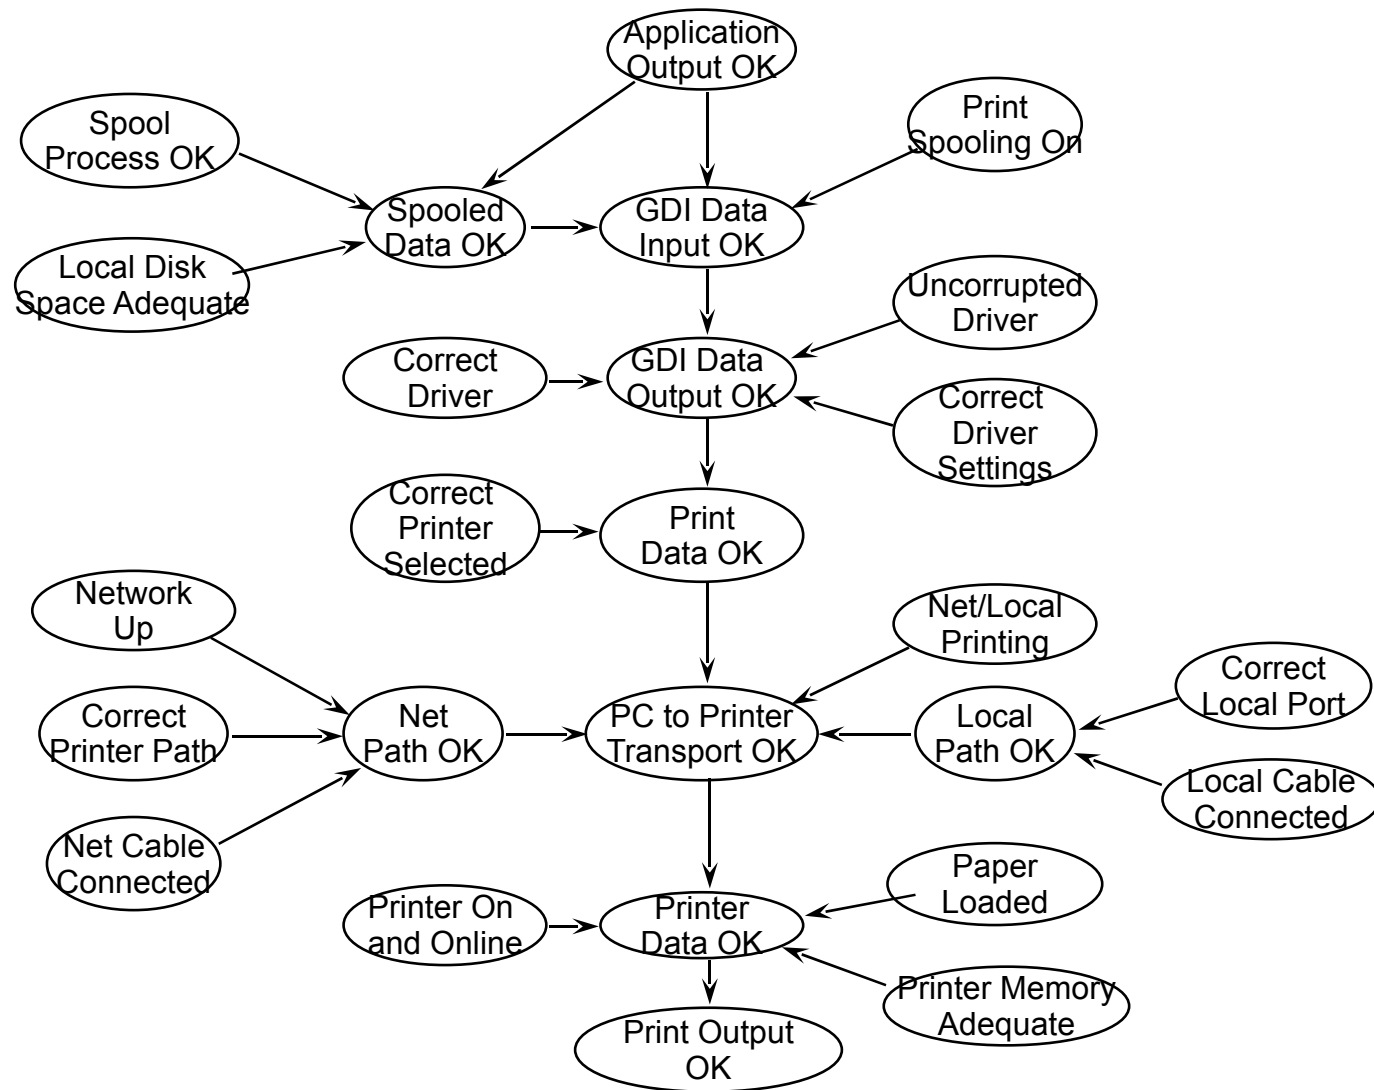 Application
Output OK
Spool
Process OK
Print
Spooling On
Spooled
Data OK
GDI Data
Input OK
Local Disk
Space Adequate
Uncorrupted
Driver
Correct
Driver
GDI Data
Output OK
Correct
Driver
Settings
Correct
Printer
Selected
Print
Data OK
Network
Up
Net/Local
Printing
Correct
Printer Path
Net
Path OK
PC to Printer
Transport OK
Local
Path OK
Correct
Local Port
Net Cable
Connected
Local Cable
Connected
Printer On
and Online
Printer
Data OK
Paper
Loaded
Printer Memory
Adequate
Print Output
OK